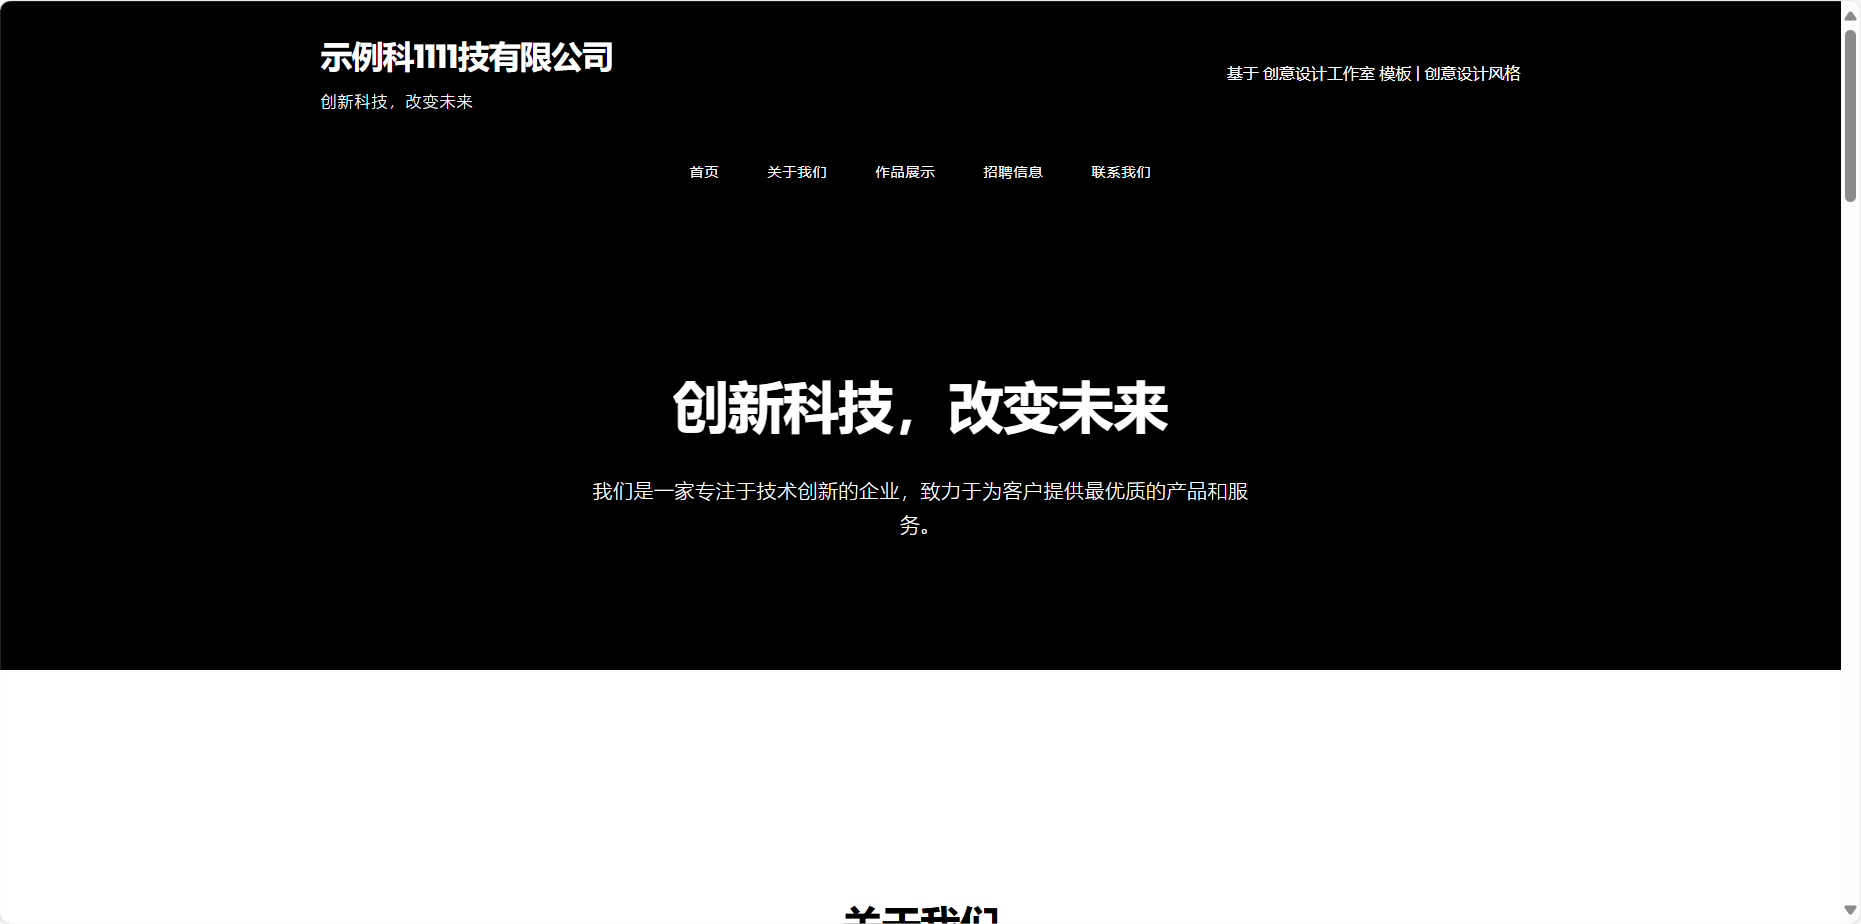 示例科1111技有限公司
创新科技，改变未来
基于 创意设计工作室 模板 | 创意设计风格
首页 关于我们 作品展示 招聘信息 联系我们
创新科技，改变未来
我们是一家专注于技术创新的企业，致力于为客户提供最优质的产品和服
务。
关于我们